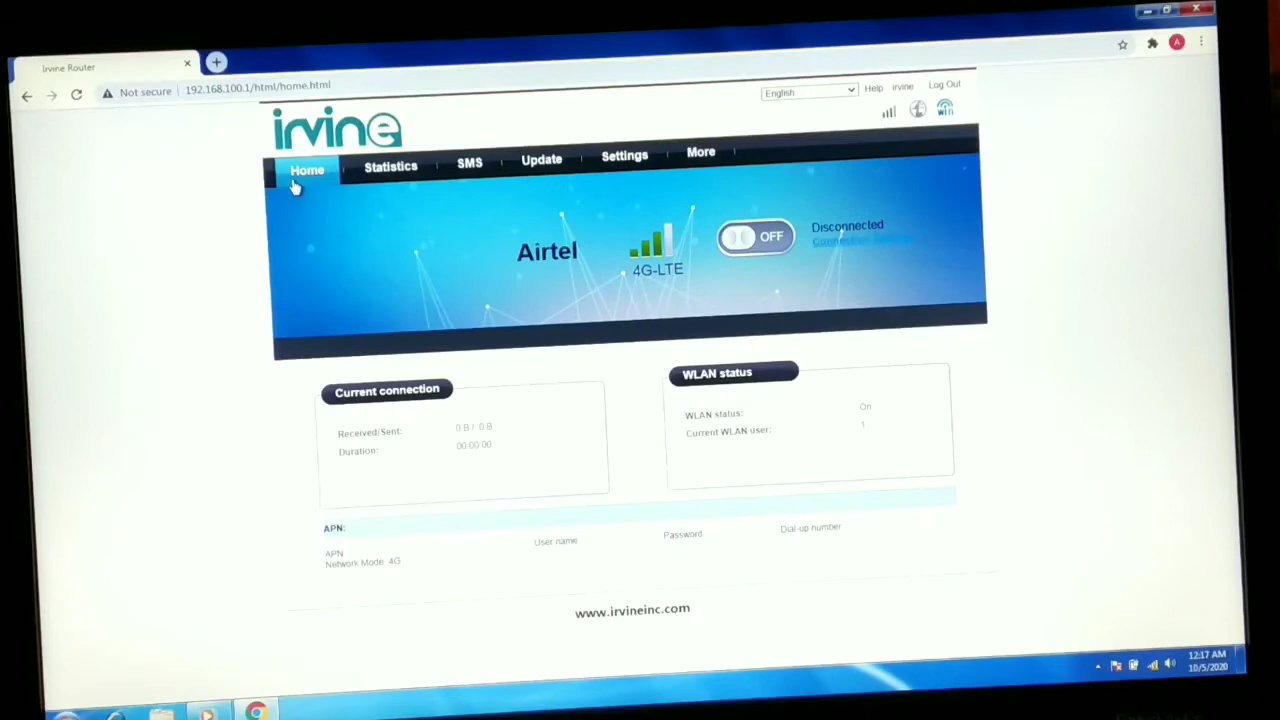 Irvine Router
Not secure
192.168.100.1/html/home.html
A
English
Help
irvine
Log Out
irvine
Home
Statistics
SMS
Update
Settings
More
Airtel
4G-LTE
OFF
Disconnected
Current connection
Received/Sent: 0 B / 0 B
Duration: 00:00:00
WLAN status
WLAN status: On
Current WLAN user: 1
APN:
APN User name Password Dial-up number
Network Mode 4G
www.irvineinc.com
12:17 AM
10/5/2020